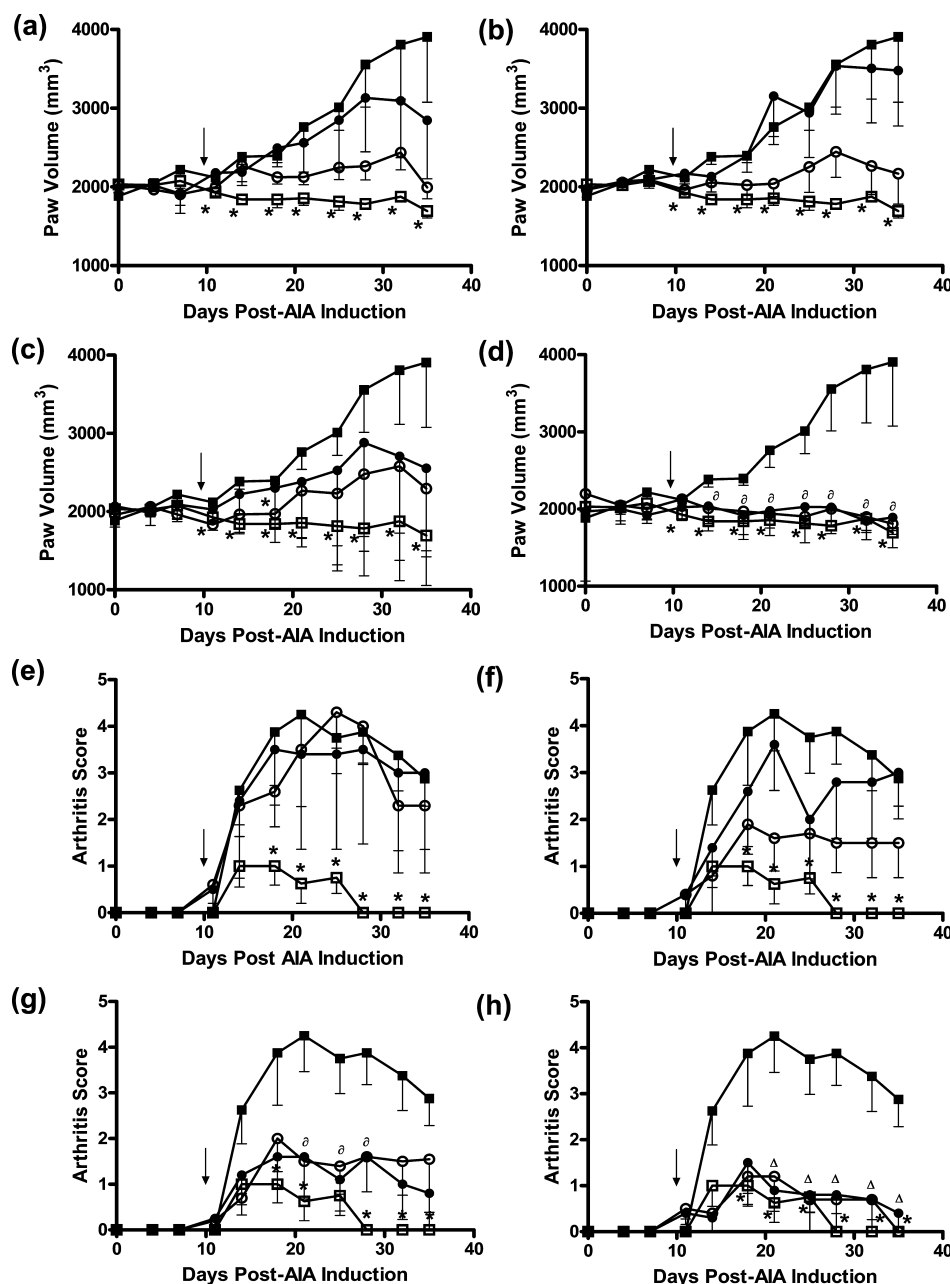 (a)
4000
3000
2000
1000
Paw Volume (mm³)
* * * * * * * *
0 10 20 30 40
Days Post-AIA Induction
(b)
4000
3000
2000
1000
Paw Volume (mm³)
* * * * * * * *
0 10 20 30 40
Days Post-AIA Induction
(c)
4000
3000
2000
1000
Paw Volume (mm³)
*
* * * * * * * *
0 10 20 30 40
Days Post-AIA Induction
(d)
4000
3000
2000
1000
Paw Volume (mm³)
∂ ∂ ∂ ∂ ∂ ∂ ∂
* * * * * * * *
0 10 20 30 40
Days Post-AIA Induction
(e)
5
4
3
2
1
0
Arthritis Score
* * * * * *
0 10 20 30 40
Days Post AIA Induction
(f)
5
4
3
2
1
0
Arthritis Score
* * * * * *
0 10 20 30 40
Days Post-AIA Induction
(g)
5
4
3
2
1
0
Arthritis Score
∂ ∂ ∂
* * * * *
0 10 20 30 40
Days Post-AIA Induction
(h)
5
4
3
2
1
0
Arthritis Score
Δ Δ Δ Δ Δ
* * * * * *
0 10 20 30 40
Days Post-AIA Induction